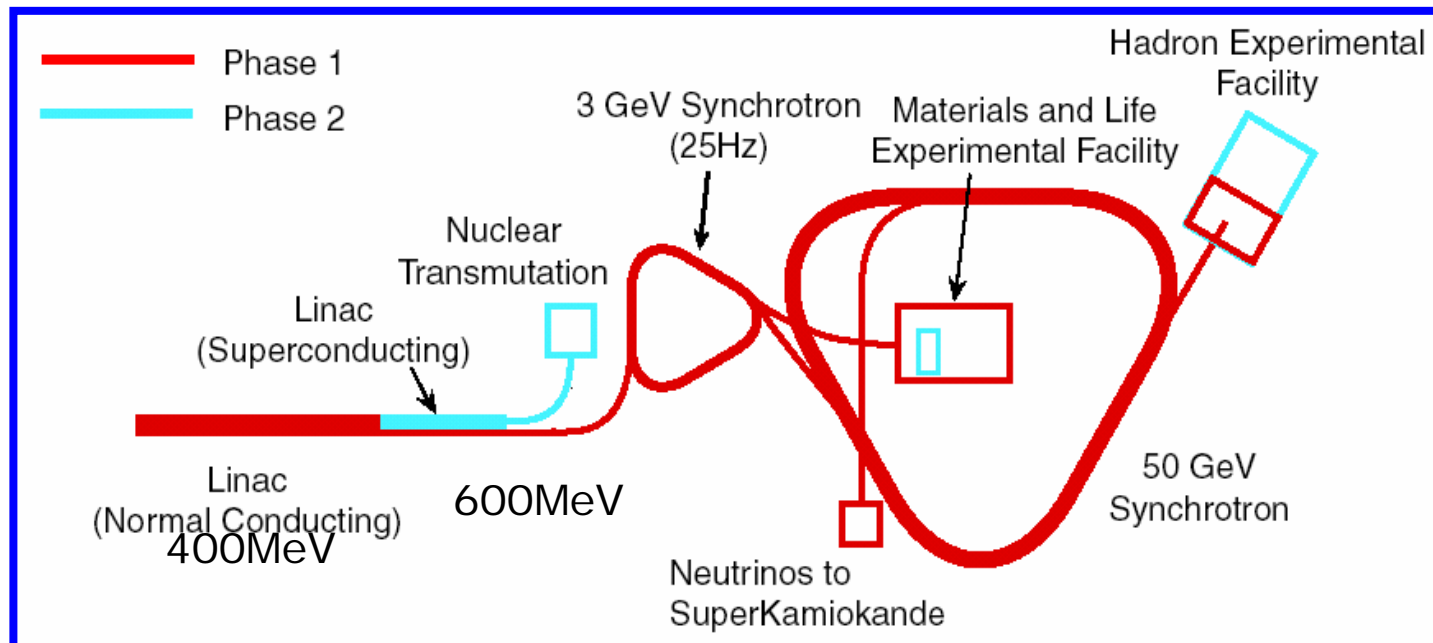 Phase 1
Phase 2
3 GeV Synchrotron
(25Hz)
Materials and Life
Experimental Facility
Hadron Experimental
Facility
Nuclear
Transmutation
Linac
(Superconducting)
Linac
(Normal Conducting)
400MeV
600MeV
50 GeV
Synchrotron
Neutrinos to
SuperKamiokande